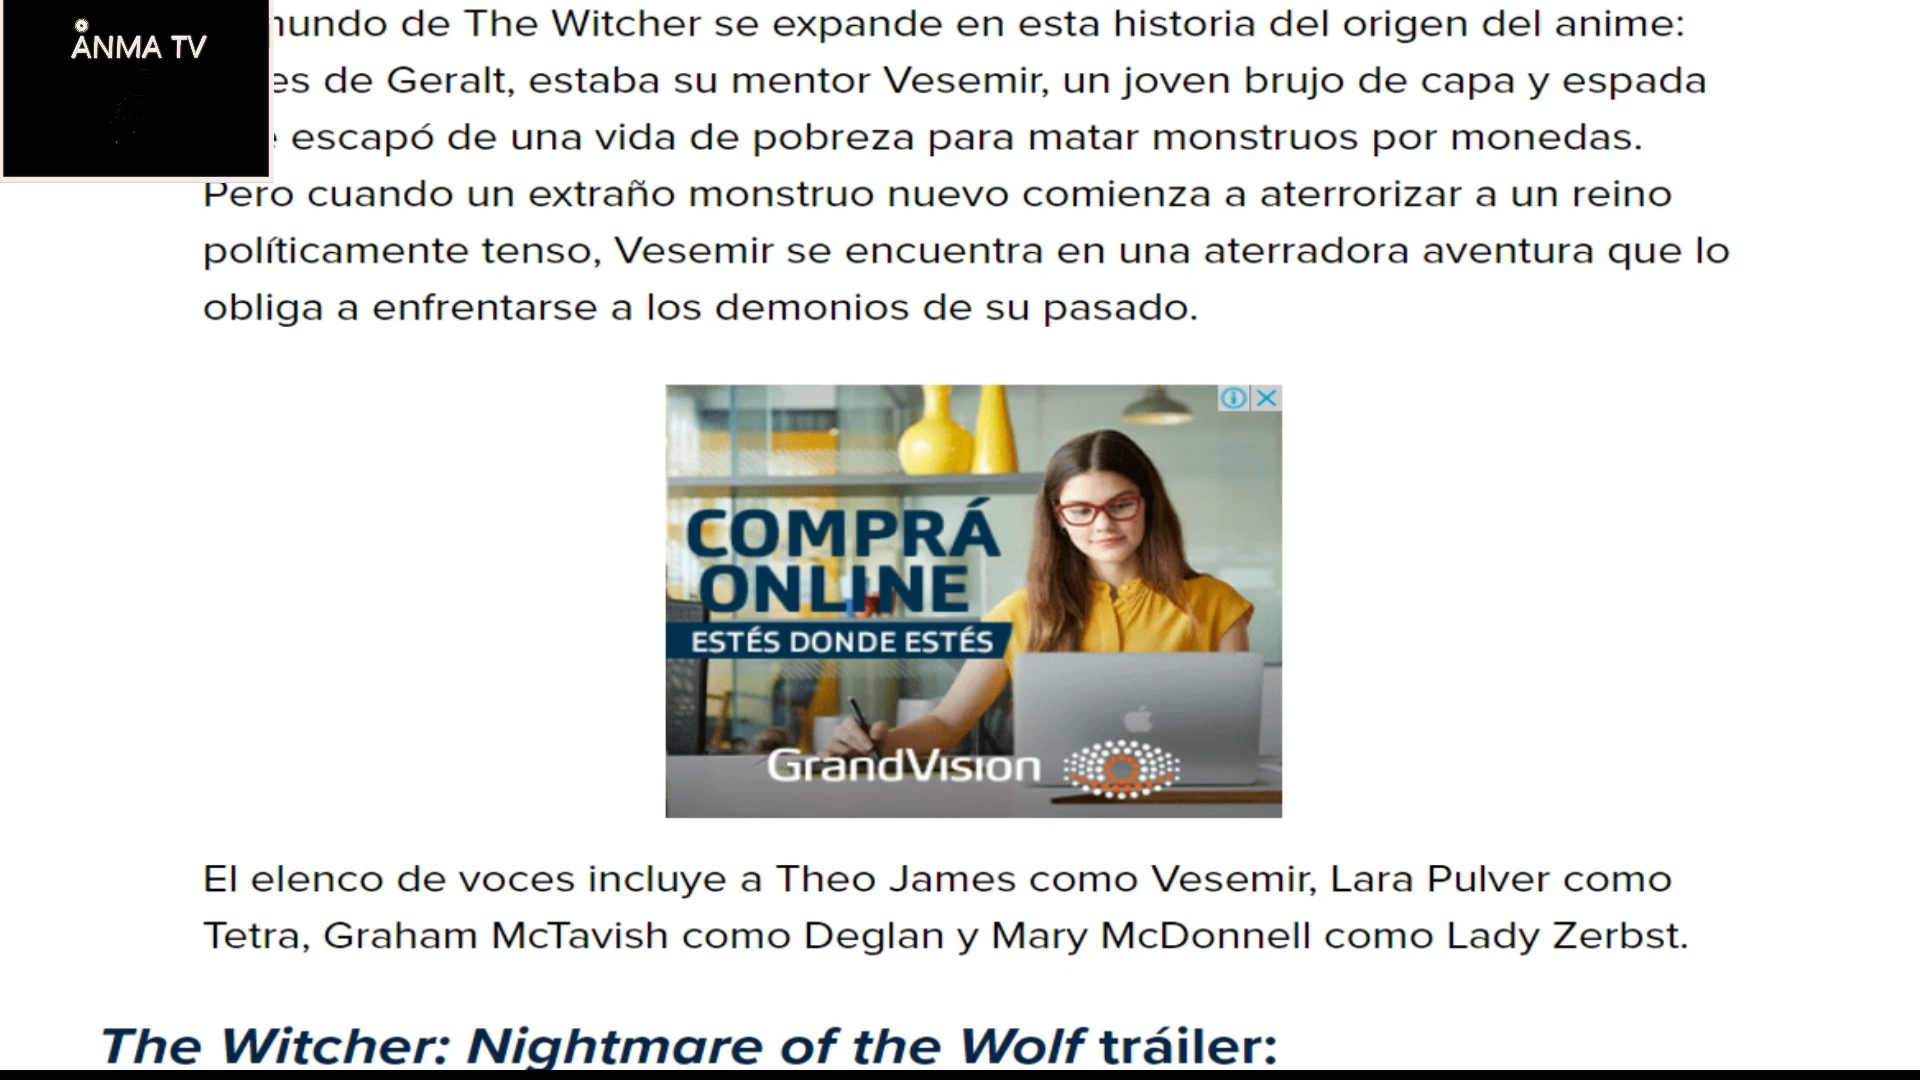 ANMA TV
mundo de The Witcher se expande en esta historia del origen del anime:
de Geralt, estaba su mentor Vesemir, un joven brujo de capa y espada
escapó de una vida de pobreza para matar monstruos por monedas.
Pero cuando un extraño monstruo nuevo comienza a aterrorizar a un reino
políticamente tenso, Vesemir se encuentra en una aterradora aventura que lo
obliga a enfrentarse a los demonios de su pasado.
COMPRÁ
ONLINE
ESTÉS DONDE ESTÉS
GrandVision
El elenco de voces incluye a Theo James como Vesemir, Lara Pulver como
Tetra, Graham McTavish como Deglan y Mary McDonnell como Lady Zerbst.
The Witcher: Nightmare of the Wolf tráiler: